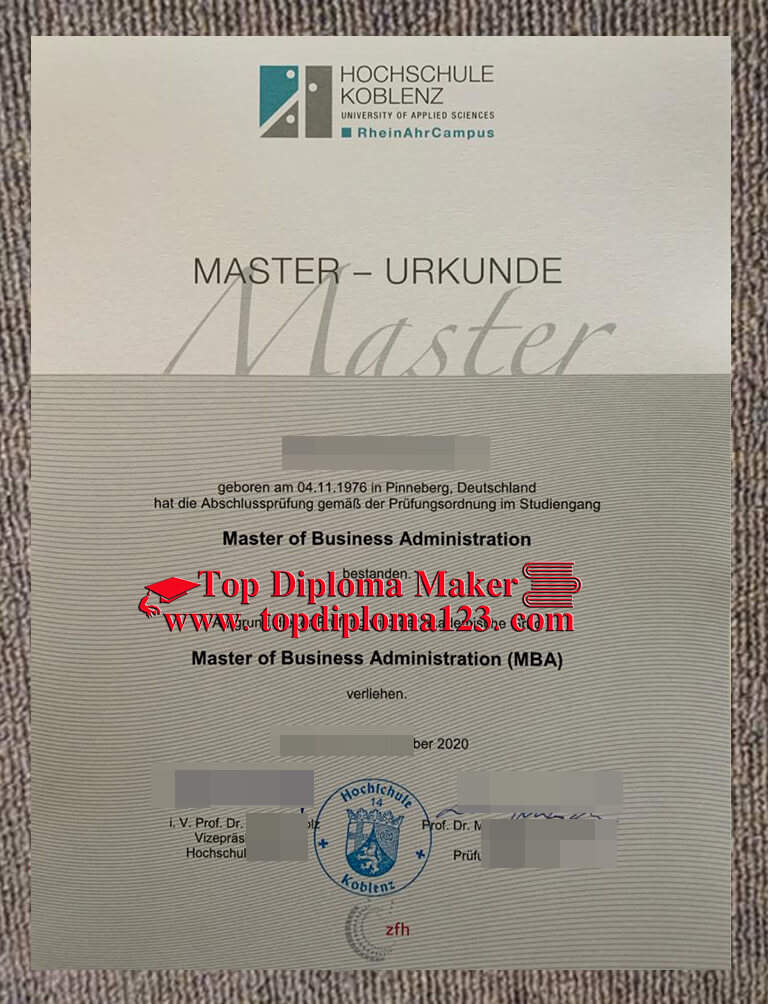 HOCHSCHULE
KOBLENZ
UNIVERSITY OF APPLIED SCIENCES
RheinAhrCampus
MASTER – URKUNDE
Master
geboren am 04.11.1976 in Pinneberg, Deutschland
hat die Abschlussprüfung gemäß der Prüfungsordnung im Studiengang
Master of Business Administration
bestanden.
Top Diploma Maker
www. topdiploma123. com
Master of Business Administration (MBA)
verliehen.
ber 2020
Hochschule
14
i. V. Prof. Dr.
Prof. Dr. M
Koblenz
zfh